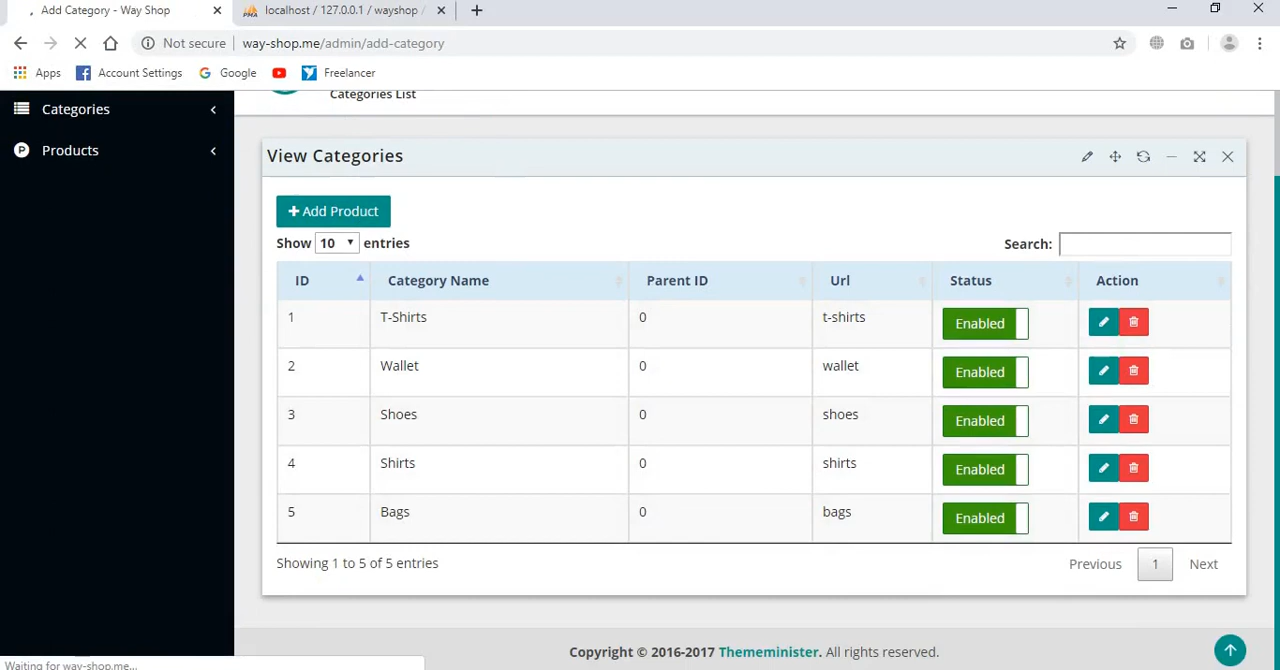 Add Category - Way Shop
localhost / 127.0.0.1 / wayshop /
Not secure
way-shop.me/admin/add-category
Apps
Account Settings
Google
Freelancer
Categories
Products
Categories List
View Categories
+ Add Product
Show 10 entries
Search:
ID Category Name Parent ID Url Status Action
1 T-Shirts 0 t-shirts Enabled
2 Wallet 0 wallet Enabled
3 Shoes 0 shoes Enabled
4 Shirts 0 shirts Enabled
5 Bags 0 bags Enabled
Showing 1 to 5 of 5 entries
Previous 1 Next
Copyright © 2016-2017 Thememinister. All rights reserved.
Waiting for way-shop.me...